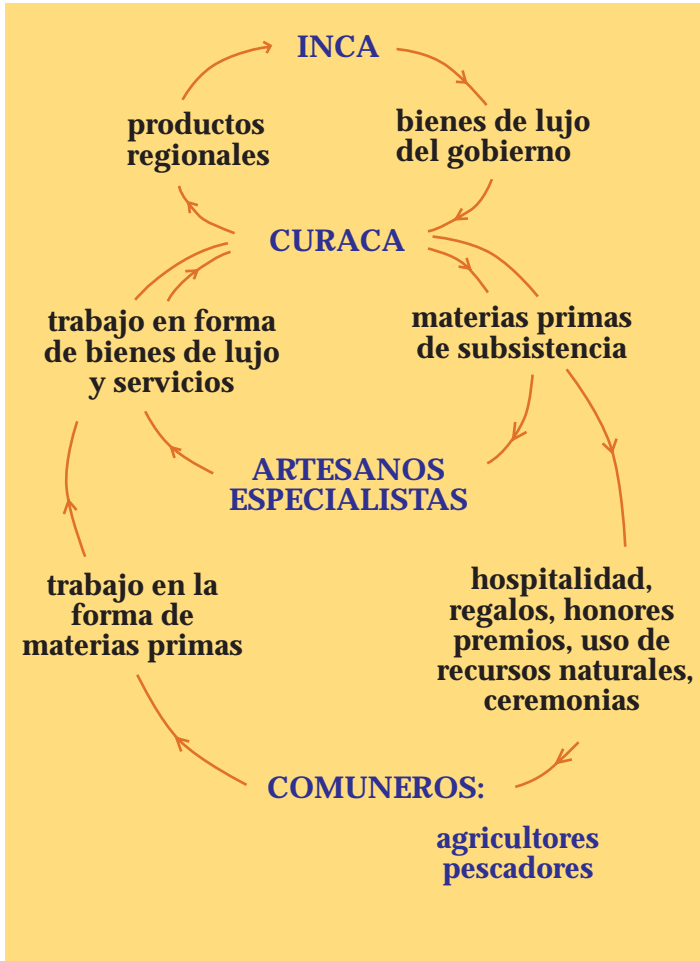 INCA
productos
regionales
bienes de lujo
del gobierno
CURACA
trabajo en forma
de bienes de lujo
y servicios
materias primas
de subsistencia
ARTESANOS
ESPECIALISTAS
trabajo en la
forma de
materias primas
hospitalidad,
regalos, honores
premios, uso de
recursos naturales,
ceremonias
COMUNEROS:
agricultores
pescadores